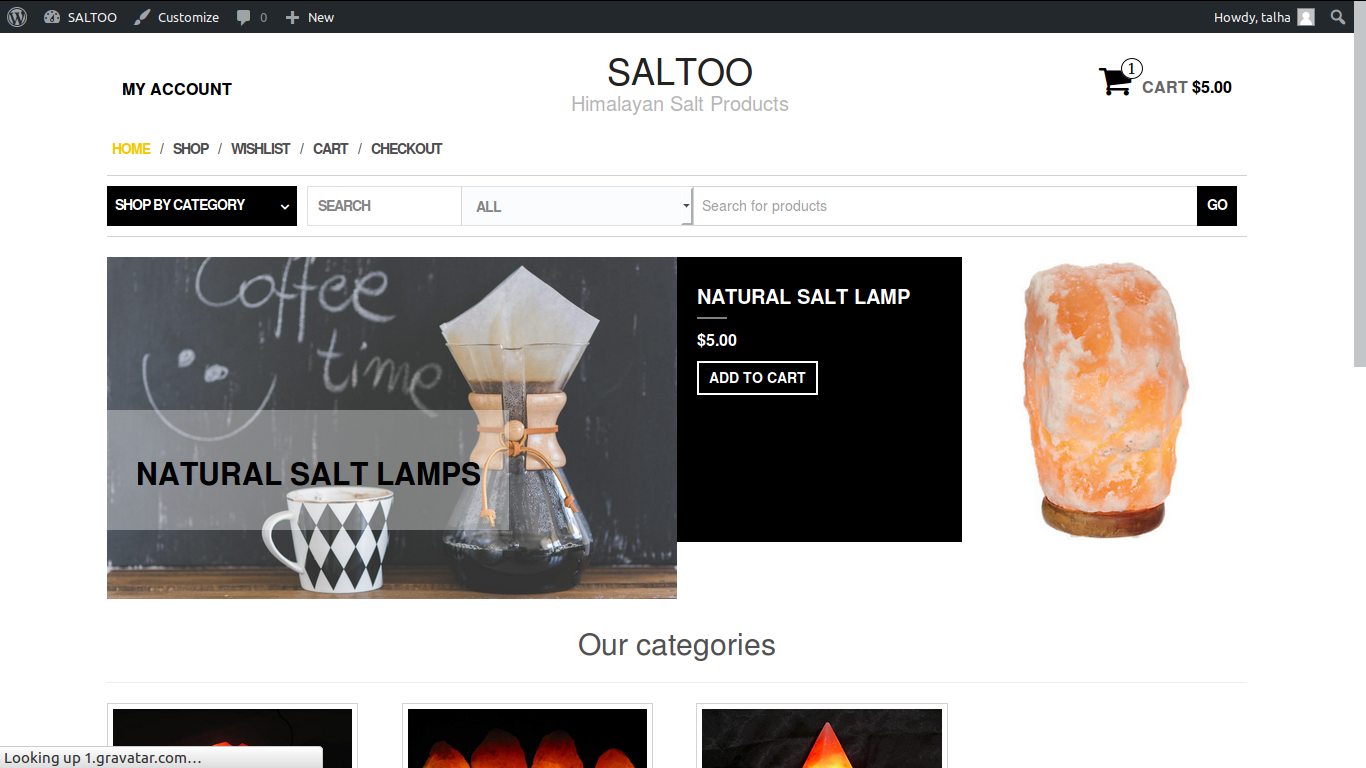 SALTOO Customize 0 New Howdy, talha
MY ACCOUNT
SALTOO
Himalayan Salt Products
1
CART $5.00
HOME / SHOP / WISHLIST / CART / CHECKOUT
SHOP BY CATEGORY SEARCH ALL Search for products GO
Coffee
time
NATURAL SALT LAMPS
NATURAL SALT LAMP
$5.00
ADD TO CART
Our categories
Looking up 1.gravatar.com…